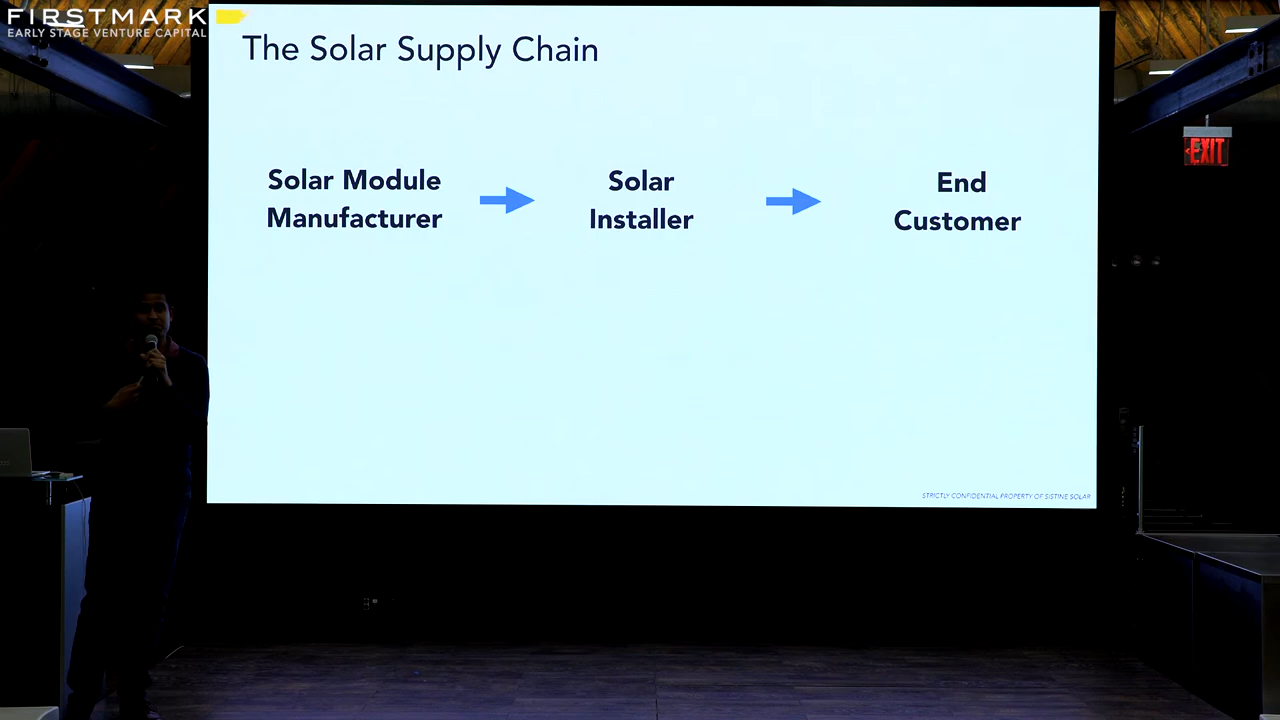 FIRSTMARK
EARLY STAGE VENTURE CAPITAL
The Solar Supply Chain
Solar Module
Manufacturer
Solar
Installer
End
Customer
EXIT
STRICTLY CONFIDENTIAL PROPERTY OF SISTINE SOLAR